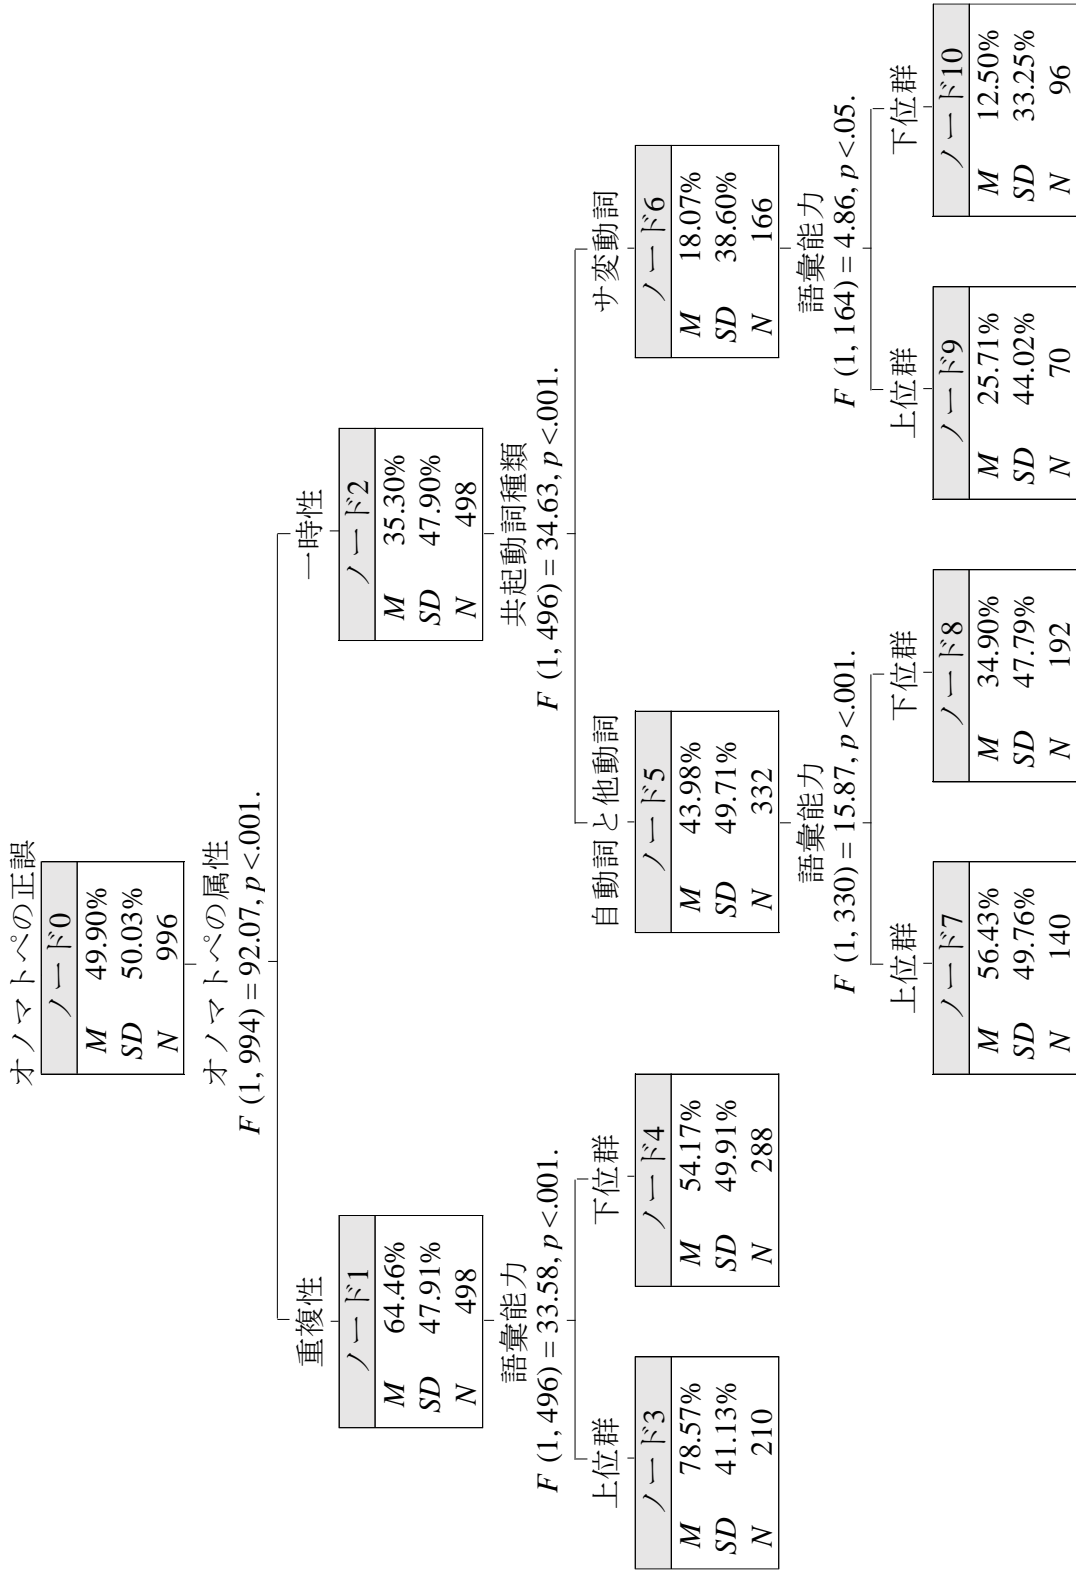 オノマトペの正誤
ノード0
M 49.90%
SD 50.03%
N 996
オノマトペの属性
F (1, 994) = 92.07, p <.001.
重複性
ノード1
M 64.46%
SD 47.91%
N 498
語彙能力
F (1, 496) = 33.58, p <.001.
上位群
ノード3
M 78.57%
SD 41.13%
N 210
下位群
ノード4
M 54.17%
SD 49.91%
N 288
一時性
ノード2
M 35.30%
SD 47.90%
N 498
共起動詞種類
F (1, 496) = 34.63, p <.001.
自動詞と他動詞
ノード5
M 43.98%
SD 49.71%
N 332
語彙能力
F (1, 330) = 15.87, p <.001.
上位群
ノード7
M 56.43%
SD 49.76%
N 140
下位群
ノード8
M 34.90%
SD 47.79%
N 192
サ変動詞
ノード6
M 18.07%
SD 38.60%
N 166
語彙能力
F (1, 164) = 4.86, p <.05.
上位群
ノード9
M 25.71%
SD 44.02%
N 70
下位群
ノード10
M 12.50%
SD 33.25%
N 96